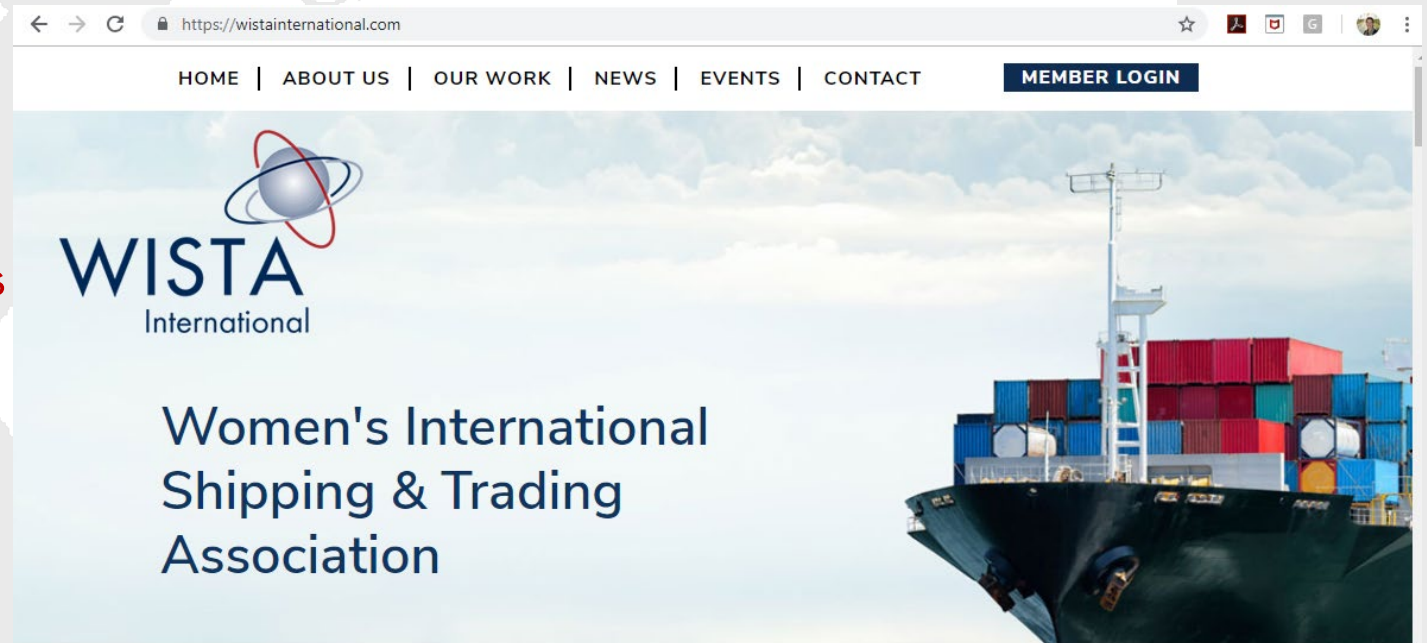 https://wistainternational.com
HOME | ABOUT US | OUR WORK | NEWS | EVENTS | CONTACT
MEMBER LOGIN
WISTA
International
s
Women's International
Shipping & Trading
Association